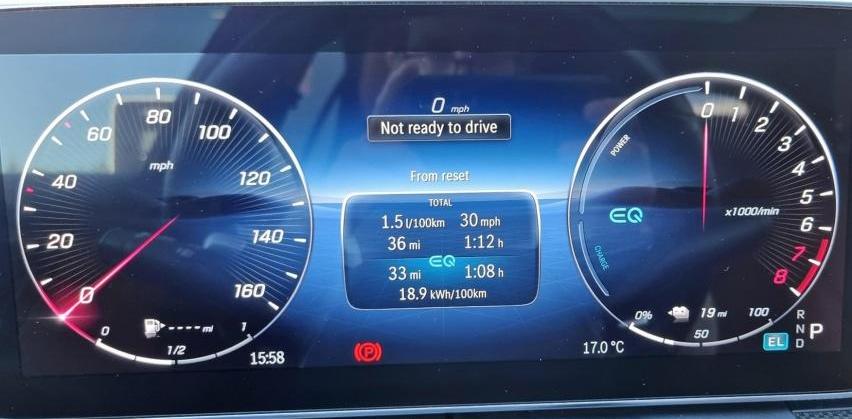 0 mph
Not ready to drive
From reset
TOTAL
1.5 l/100km 30 mph
36 mi 1:12 h
EQ
33 mi 1:08 h
18.9 kWh/100km
0 20 40 60 80 100 120 140 160
mph
0 1/2 1
---- mi
15:58
P
17.0 °C
0 1 2 3 4 5 6 7 8
x1000/min
POWER
EQ
CHARGE
0% 50 100
19 mi
EL
R
N P
D